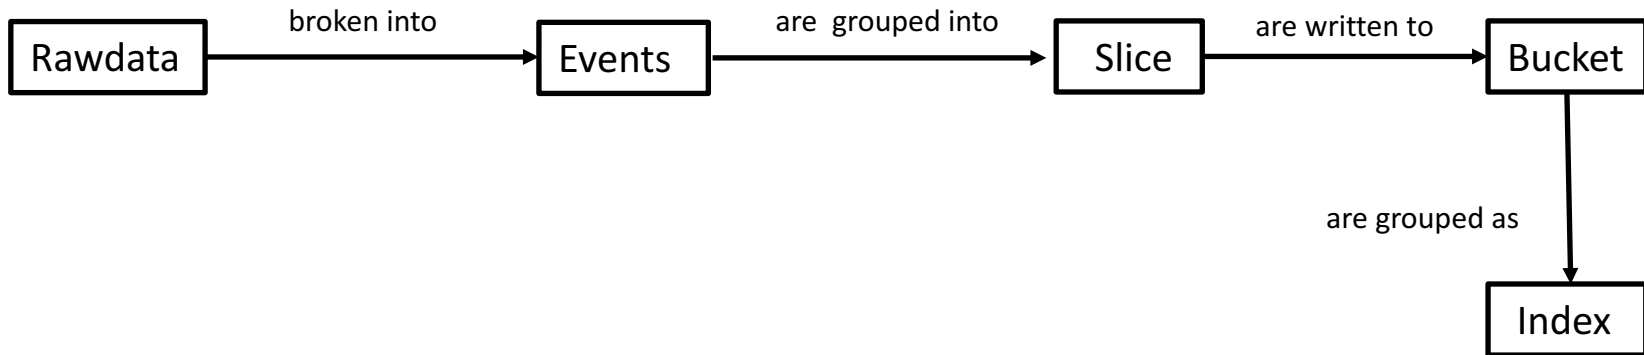 Rawdata
broken into
Events
are grouped into
Slice
are written to
Bucket
are grouped as
Index